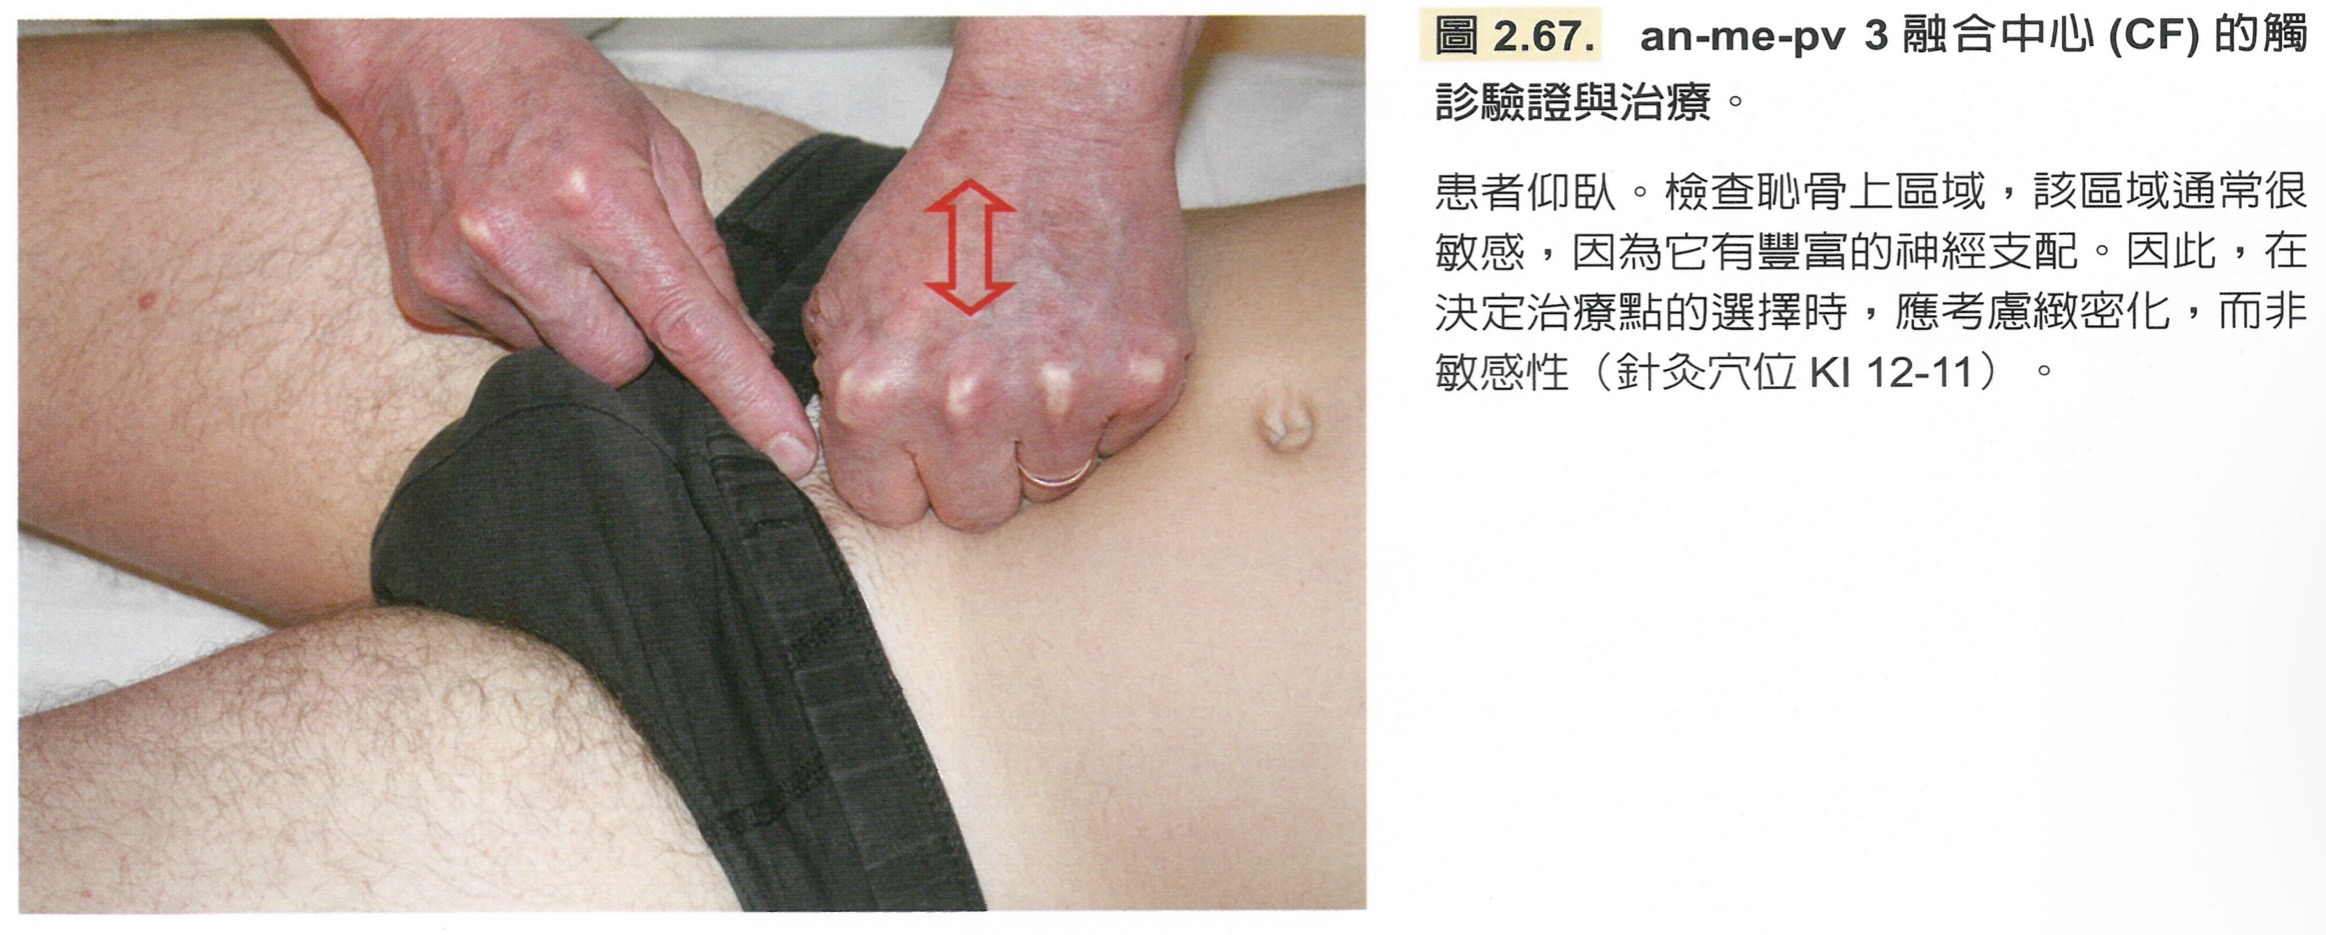 圖 2.67. an-me-pv 3 融合中心 (CF) 的觸
診驗證與治療。
患者仰臥。檢查恥骨上區域，該區域通常很
敏感，因為它有豐富的神經支配。因此，在
決定治療點的選擇時，應考慮緻密化，而非
敏感性（針灸穴位 KI 12-11）。